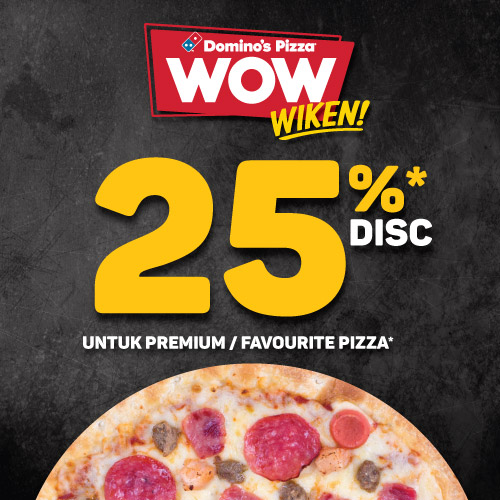 Domino's Pizza
WOW
WIKEN!
25%*
DISC
UNTUK PREMIUM / FAVOURITE PIZZA*